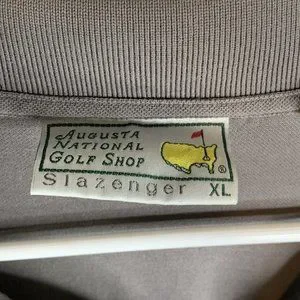 AUGUSTA
NATIONAL
GOLF SHOP
®
Slazenger XL